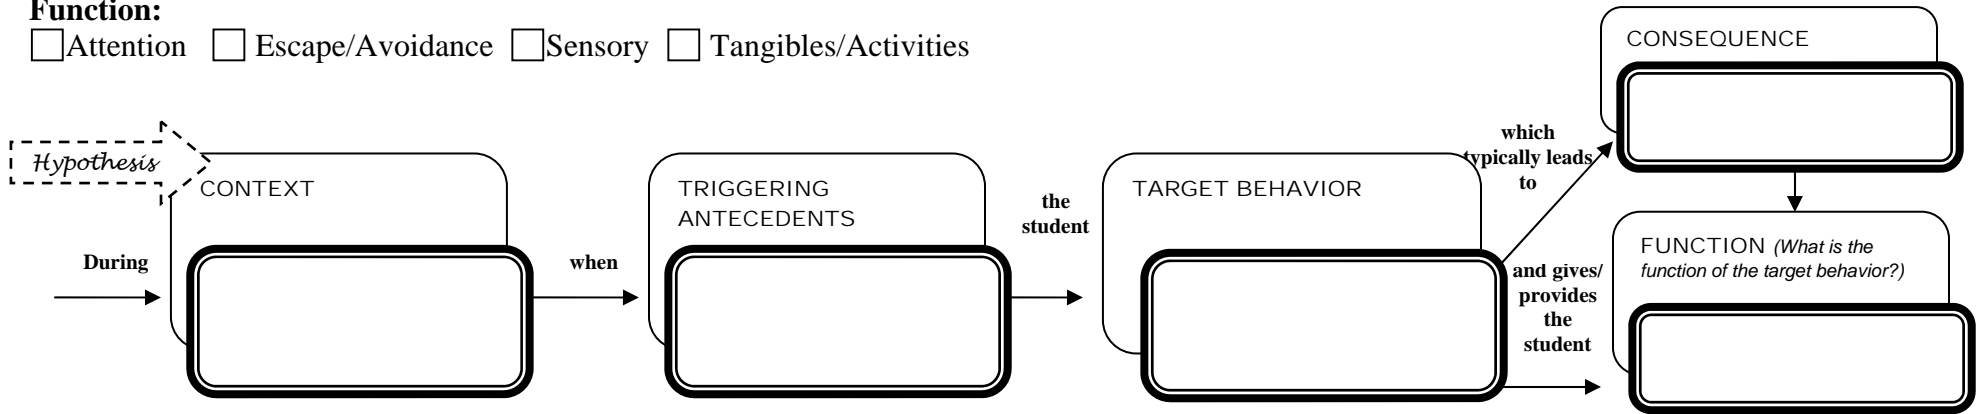 Function:
Attention Escape/Avoidance Sensory Tangibles/Activities
Hypothesis
During
CONTEXT
when
TRIGGERING
ANTECEDENTS
the
student
TARGET BEHAVIOR
which
typically leads
to
CONSEQUENCE
and gives/
provides
the
student
FUNCTION (What is the
function of the target behavior?)